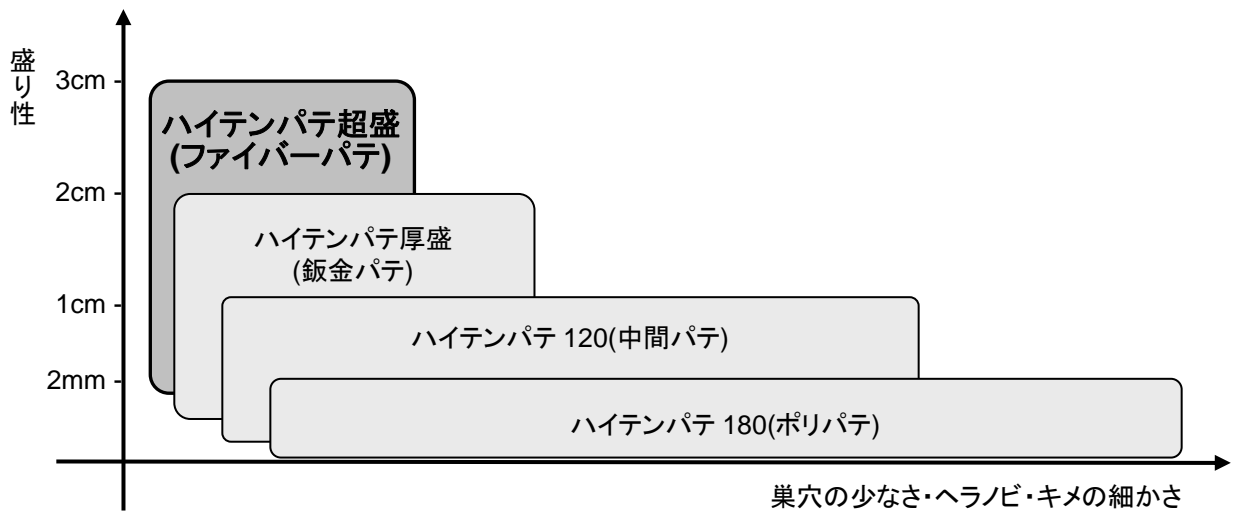 盛り性
3cm
ハイテンパテ超盛
(ファイバーパテ)
2cm
ハイテンパテ厚盛
(鈑金パテ)
1cm
ハイテンパテ 120(中間パテ)
2mm
ハイテンパテ 180(ポリパテ)
巣穴の少なさ・ヘラノビ・キメの細かさ